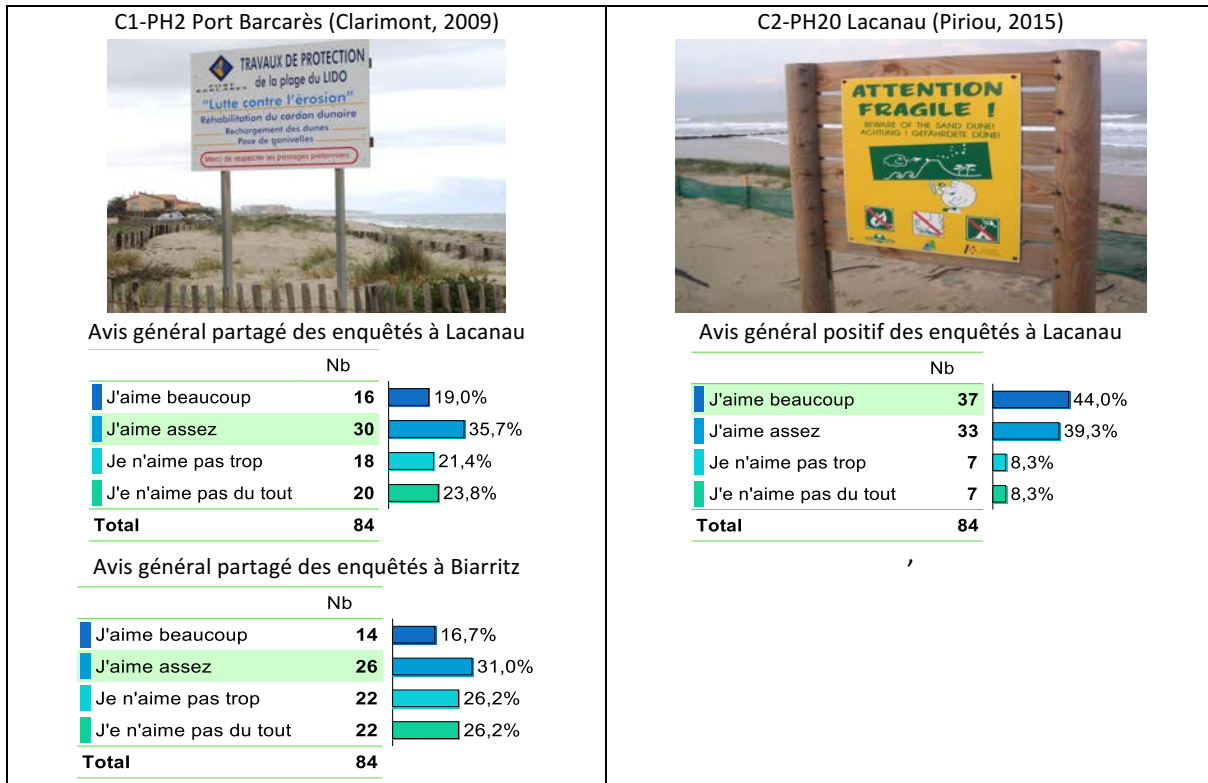 C1-PH2 Port Barcarès (Clarimont, 2009)
TRAVAUX DE PROTECTION
de la plage du LIDO
PORT
BARCARES
"Lutte contre l'érosion"
Réhabilitation du cordon dunaire
Rechargement des dunes
Pose de ganivelles
Merci de respecter les passages piétonniers
Avis général partagé des enquêtés à Lacanau
Nb
J'aime beaucoup 16 19,0%
J'aime assez 30 35,7%
Je n'aime pas trop 18 21,4%
J'e n'aime pas du tout 20 23,8%
Total 84
Avis général partagé des enquêtés à Biarritz
Nb
J'aime beaucoup 14 16,7%
J'aime assez 26 31,0%
Je n'aime pas trop 22 26,2%
J'e n'aime pas du tout 22 26,2%
Total 84
C2-PH20 Lacanau (Piriou, 2015)
ATTENTION
FRAGILE !
BEWARE OF THE SAND DUNE!
ACHTUNG ! GEFÄHRDETE DÜNE!
Avis général positif des enquêtés à Lacanau
Nb
J'aime beaucoup 37 44,0%
J'aime assez 33 39,3%
Je n'aime pas trop 7 8,3%
J'e n'aime pas du tout 7 8,3%
Total 84
,